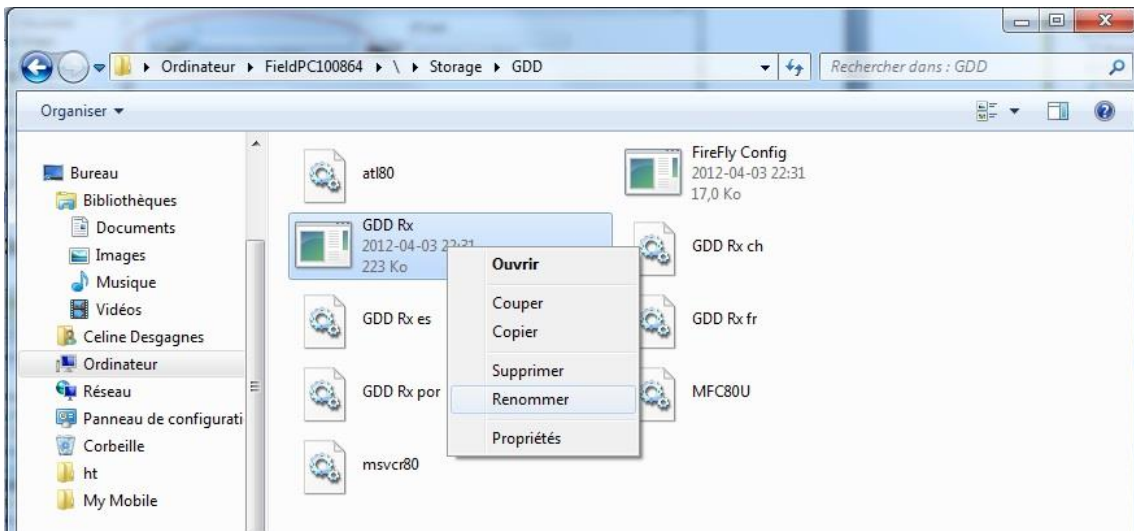 Ordinateur FieldPC100864 \ Storage GDD
Rechercher dans : GDD
Organiser
Bureau
Bibliothèques
Documents
Images
Musique
Vidéos
Celine Desgagnes
Ordinateur
Réseau
Panneau de configurati
Corbeille
ht
My Mobile
atl80
FireFly Config
2012-04-03 22:31
17,0 Ko
GDD Rx
2012-04-03 22:31
223 Ko
GDD Rx ch
GDD Rx es
GDD Rx fr
GDD Rx por
MFC80U
msvcr80
Ouvrir
Couper
Copier
Supprimer
Renommer
Propriétés